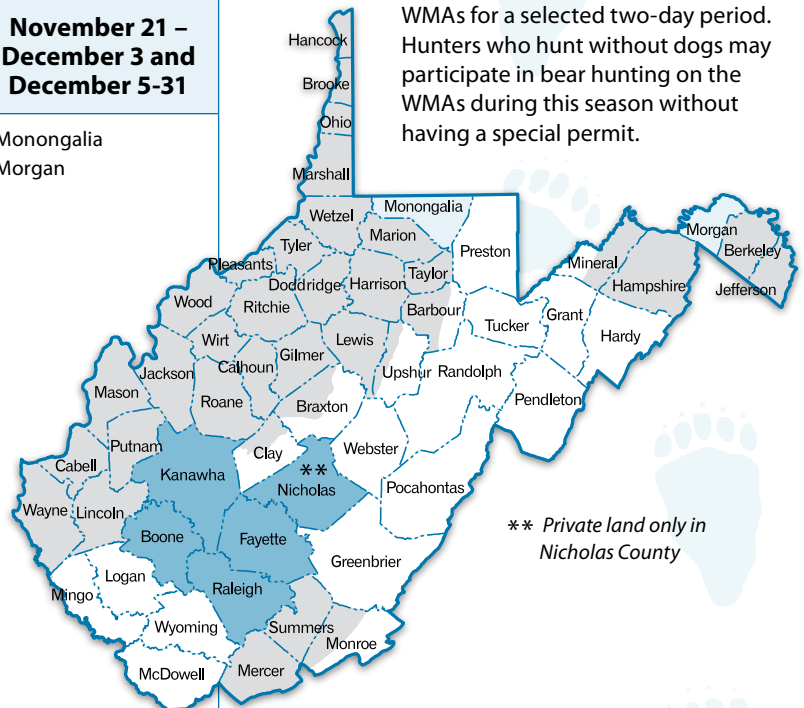 November 21 –
December 3 and
December 5-31
Monongalia
Morgan
WMAs for a selected two-day period.
Hunters who hunt without dogs may
participate in bear hunting on the
WMAs during this season without
having a special permit.
Hancock
Brooke
Ohio
Marshall
Wetzel
Monongalia
Marion
Preston
Morgan
Berkeley
Jefferson
Mineral
Hampshire
Tyler
Pleasants
Doddridge
Harrison
Taylor
Wood
Ritchie
Barbour
Tucker
Grant
Hardy
Wirt
Lewis
Gilmer
Calhoun
Upshur
Randolph
Jackson
Mason
Roane
Braxton
Pendleton
Putnam
Cabell
Kanawha
Clay
Webster
**
Nicholas
Pocahontas
Wayne
Lincoln
Boone
Fayette
** Private land only in
Nicholas County
Greenbrier
Logan
Mingo
Raleigh
Wyoming
Summers
Monroe
McDowell
Mercer